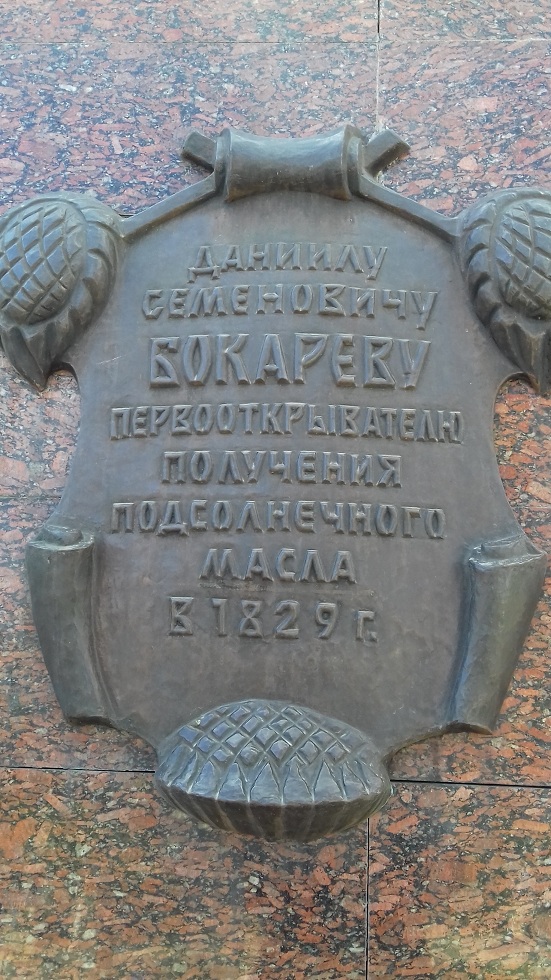 ДАНИИЛУ
СЕМЕНОВИЧУ
БОКАРЕВУ
ПЕРВООТКРЫВАТЕЛЮ
ПОЛУЧЕНИЯ
ПОДСОЛНЕЧНОГО
МАСЛА
В 1829 г.